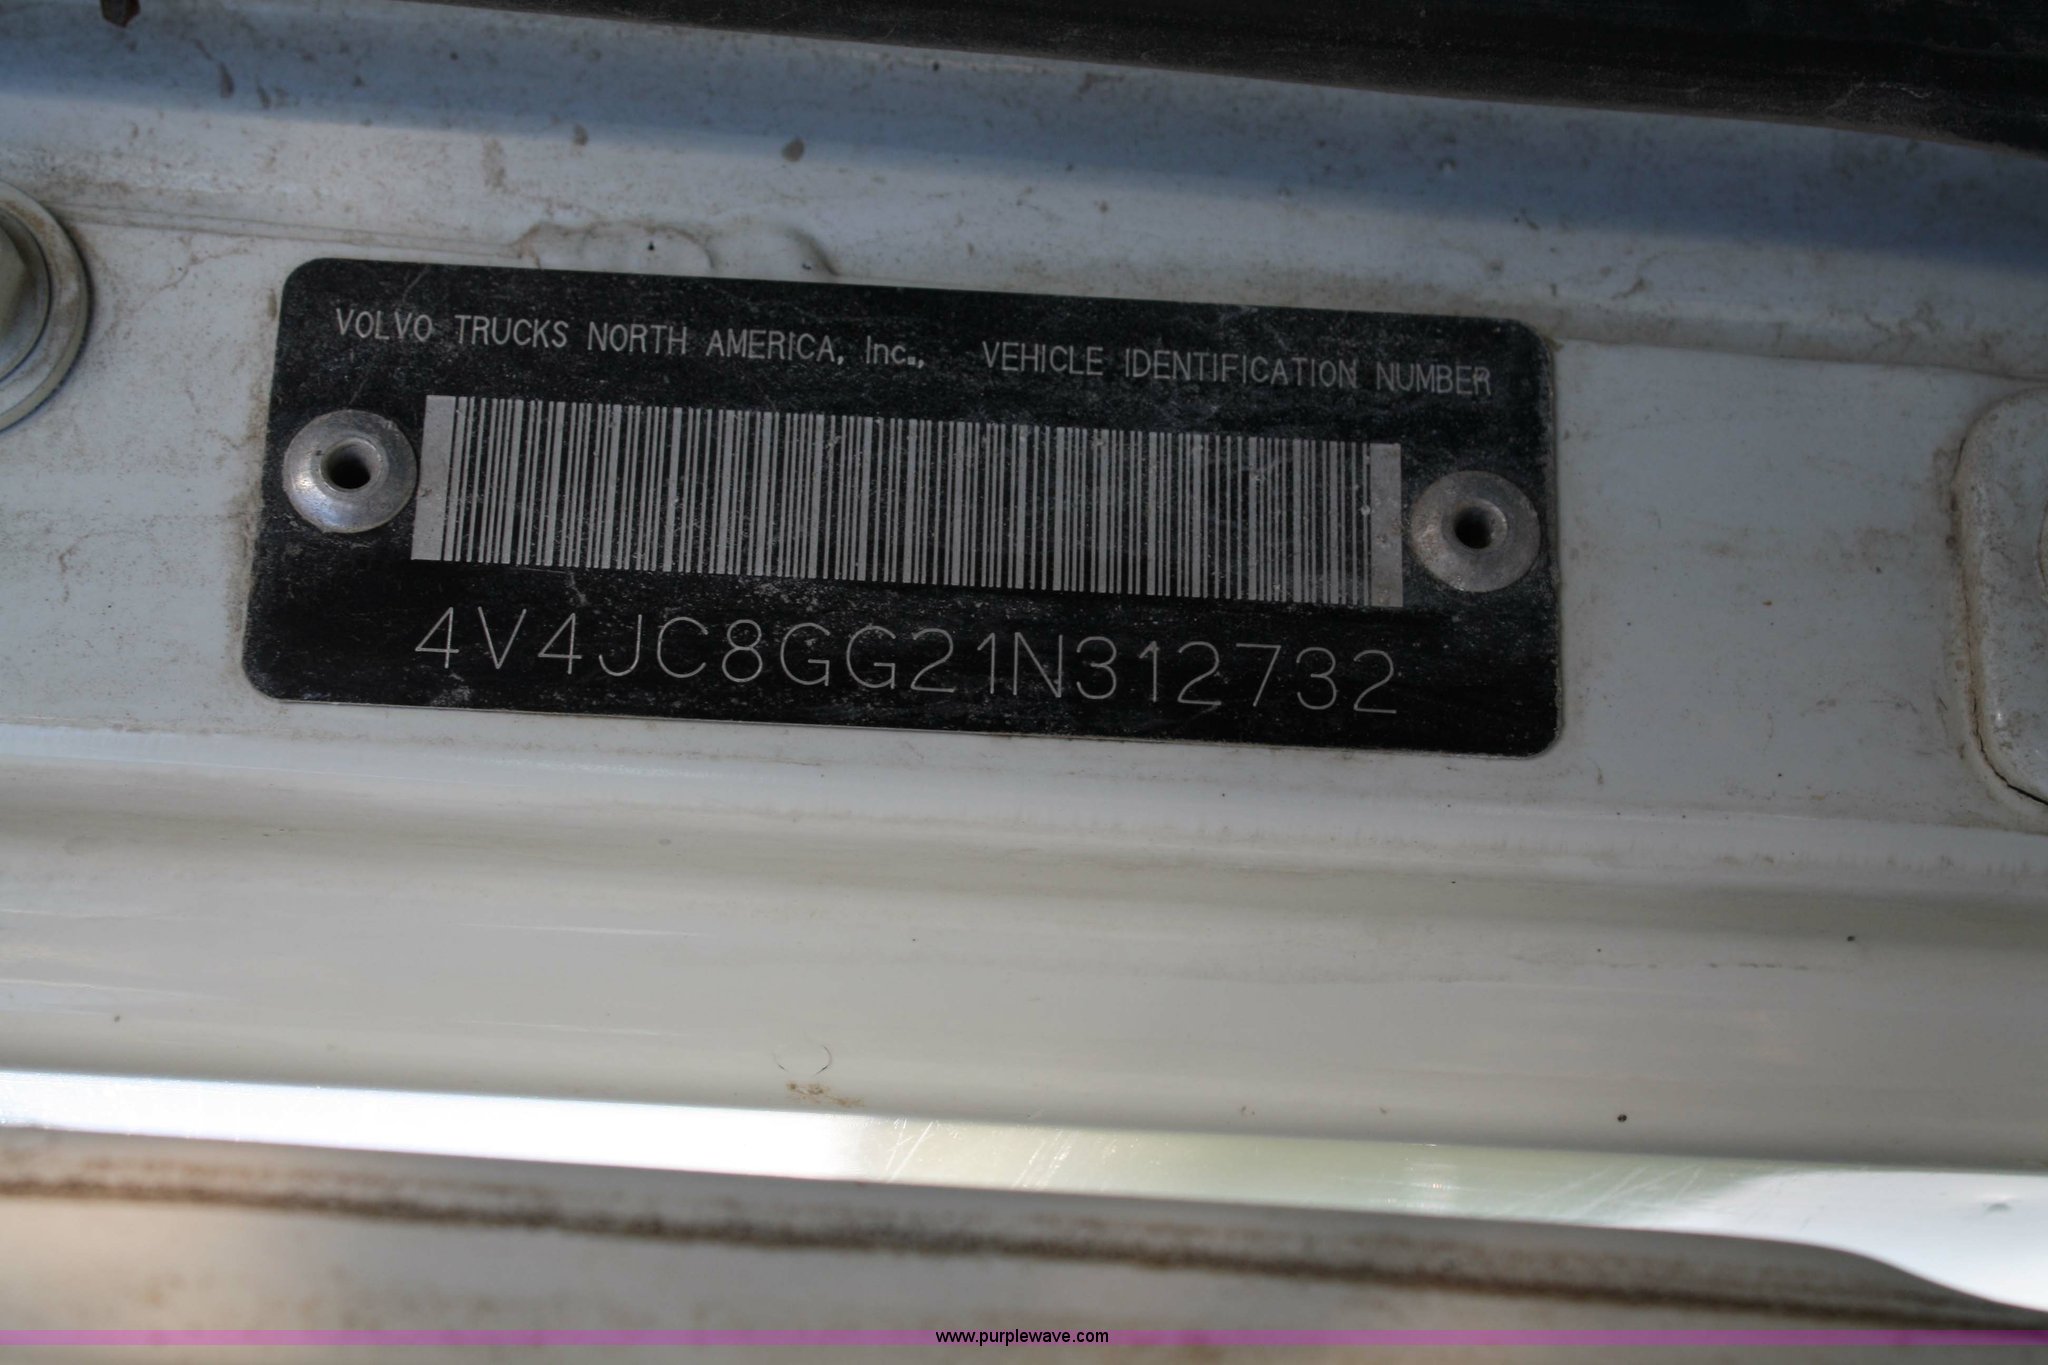 VOLVO TRUCKS NORTH AMERICA, Inc., VEHICLE IDENTIFICATION NUMBER
4V4JC8GG21N312732
www.purplewave.com